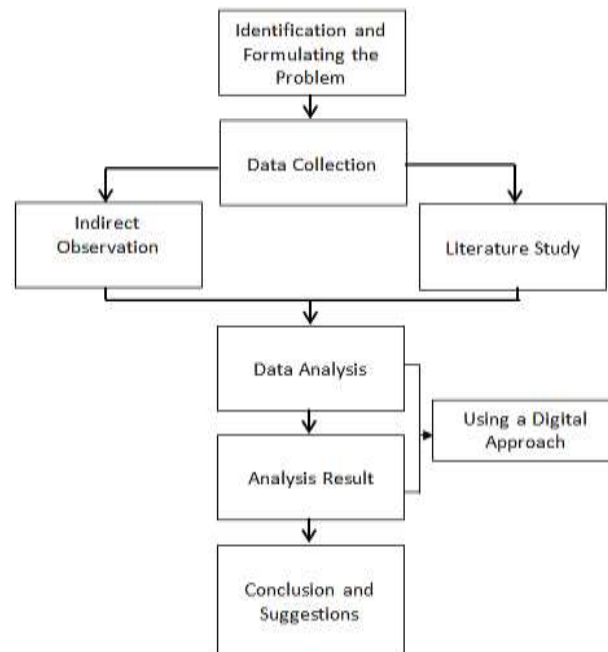 Identification and
Formulating the
Problem
Data Collection
Indirect
Observation
Literature Study
Data Analysis
Using a Digital
Approach
Analysis Result
Conclusion and
Suggestions